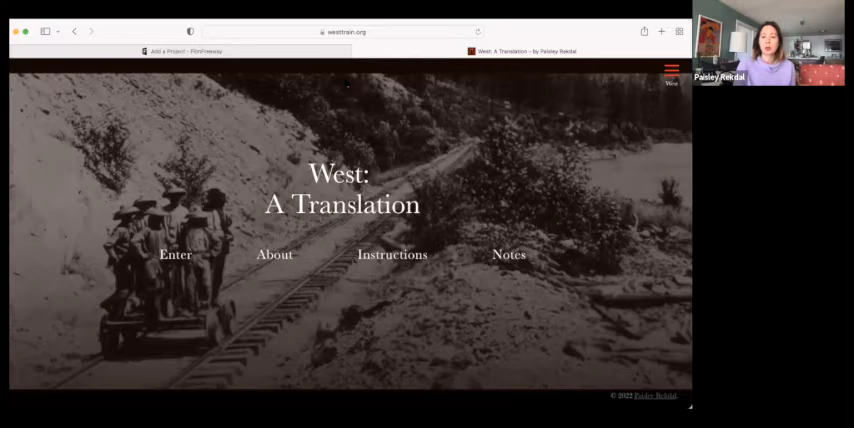 westtrain.org
Add a Project - FilmFreeway
West: A Translation – by Paisley Rekdal
West
Paisley Rekdal
West:
A Translation
Enter
About
Instructions
Notes
© 2022 Paisley Rekdal.